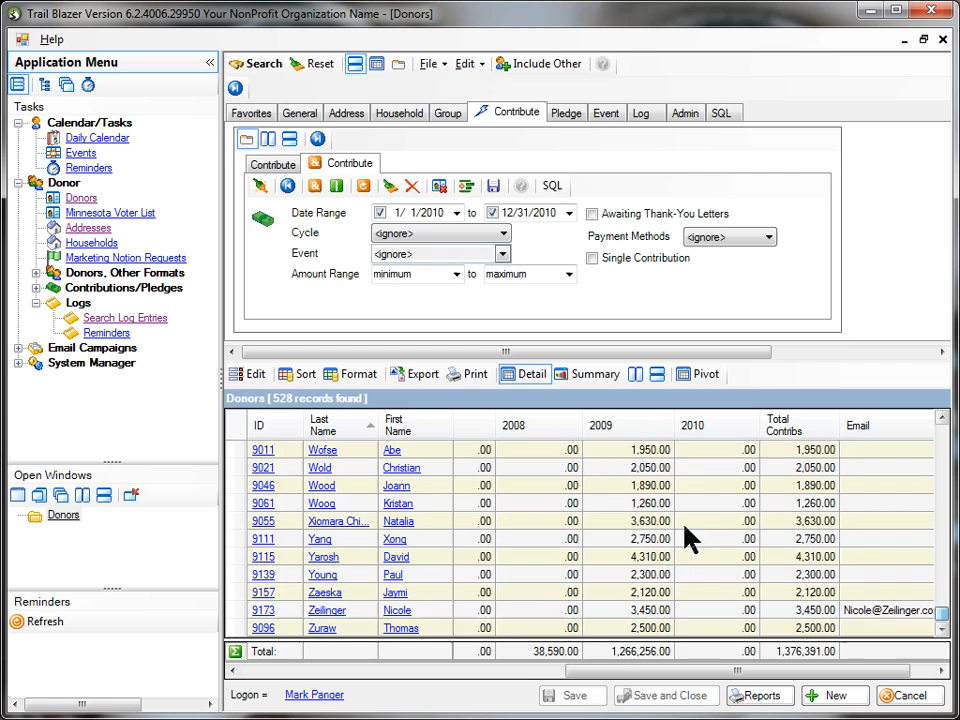 Trail Blazer Version 6.2.4006.29950 Your NonProfit Organization Name - [Donors]
Help
Application Menu
Tasks
Calendar/Tasks
Daily Calendar
Events
Reminders
Donor
Donors
Minnesota Voter List
Addresses
Households
Marketing Notion Requests
Donors, Other Formats
Contributions/Pledges
Logs
Search Log Entries
Reminders
Email Campaigns
System Manager
Open Windows
Donors
Reminders
Refresh
Search Reset File Edit Include Other
Favorites General Address Household Group Contribute Pledge Event Log Admin SQL
Contribute Contribute
SQL
Date Range 1/ 1/2010 to 12/31/2010 Awaiting Thank-You Letters
Cycle <ignore> Payment Methods <ignore>
Event <ignore> Single Contribution
Amount Range minimum to maximum
Edit Sort Format Export Print Detail Summary Pivot
Donors [ 528 records found ]
ID Last Name First Name 2008 2009 2010 Total Contribs Email
9011 Wofse Abe .00 .00 1,950.00 .00 1,950.00
9021 Wold Christian .00 .00 2,050.00 .00 2,050.00
9046 Wood Joann .00 .00 1,890.00 .00 1,890.00
9061 Woog Kristan .00 .00 1,260.00 .00 1,260.00
9055 Xiomara Chi... Natalia .00 .00 3,630.00 .00 3,630.00
9111 Yang Xong .00 .00 2,750.00 .00 2,750.00
9115 Yarosh David .00 .00 4,310.00 .00 4,310.00
9139 Young Paul .00 .00 2,300.00 .00 2,300.00
9157 Zaeska Jaymi .00 .00 2,120.00 .00 2,120.00
9173 Zeilinger Nicole .00 .00 3,450.00 .00 3,450.00 Nicole@Zeilinger.co
9096 Zuraw Thomas .00 .00 2,500.00 .00 2,500.00
Total: .00 38,590.00 1,266,256.00 .00 1,376,391.00
Logon = Mark Panger Save Save and Close Reports New Cancel